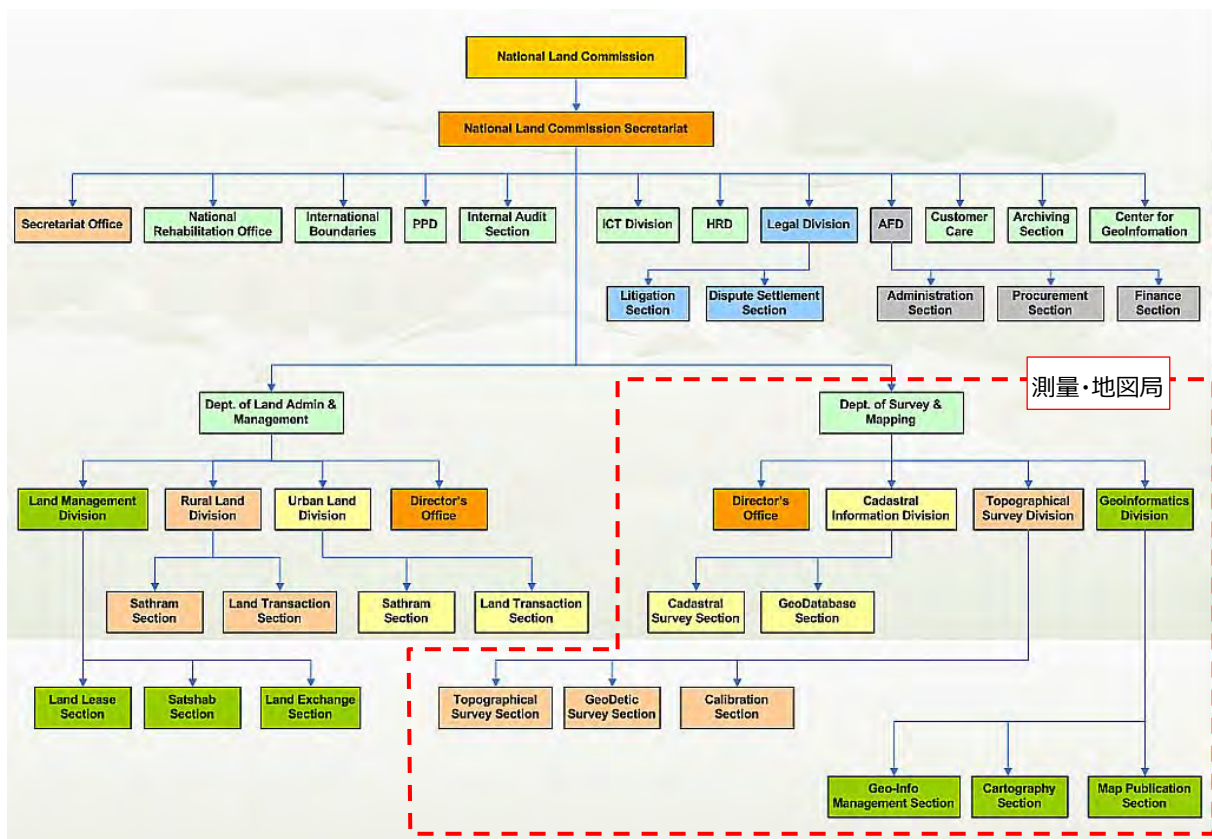 National Land Commission
National Land Commission Secretariat
Secretariat Office
National
Rehabilitation Office
International
Boundaries
PPD
Internal Audit
Section
ICT Division
HRD
Legal Division
AFD
Customer
Care
Archiving
Section
Center for
GeoInfomation
Litigation
Section
Dispute Settlement
Section
Administration
Section
Procurement
Section
Finance
Section
測量・地図局
Dept. of Land Admin &
Management
Dept. of Survey &
Mapping
Land Management
Division
Rural Land
Division
Urban Land
Division
Director's
Office
Director's
Office
Cadastral
Information Division
Topographical
Survey Division
GeoInformatics
Division
Sathram
Section
Land Transaction
Section
Sathram
Section
Land Transaction
Section
Cadastral
Survey Section
GeoDatabase
Section
Land Lease
Section
Satshab
Section
Land Exchange
Section
Topographical
Survey Section
GeoDetic
Survey Section
Calibration
Section
Geo-Info
Management Section
Cartography
Section
Map Publication
Section